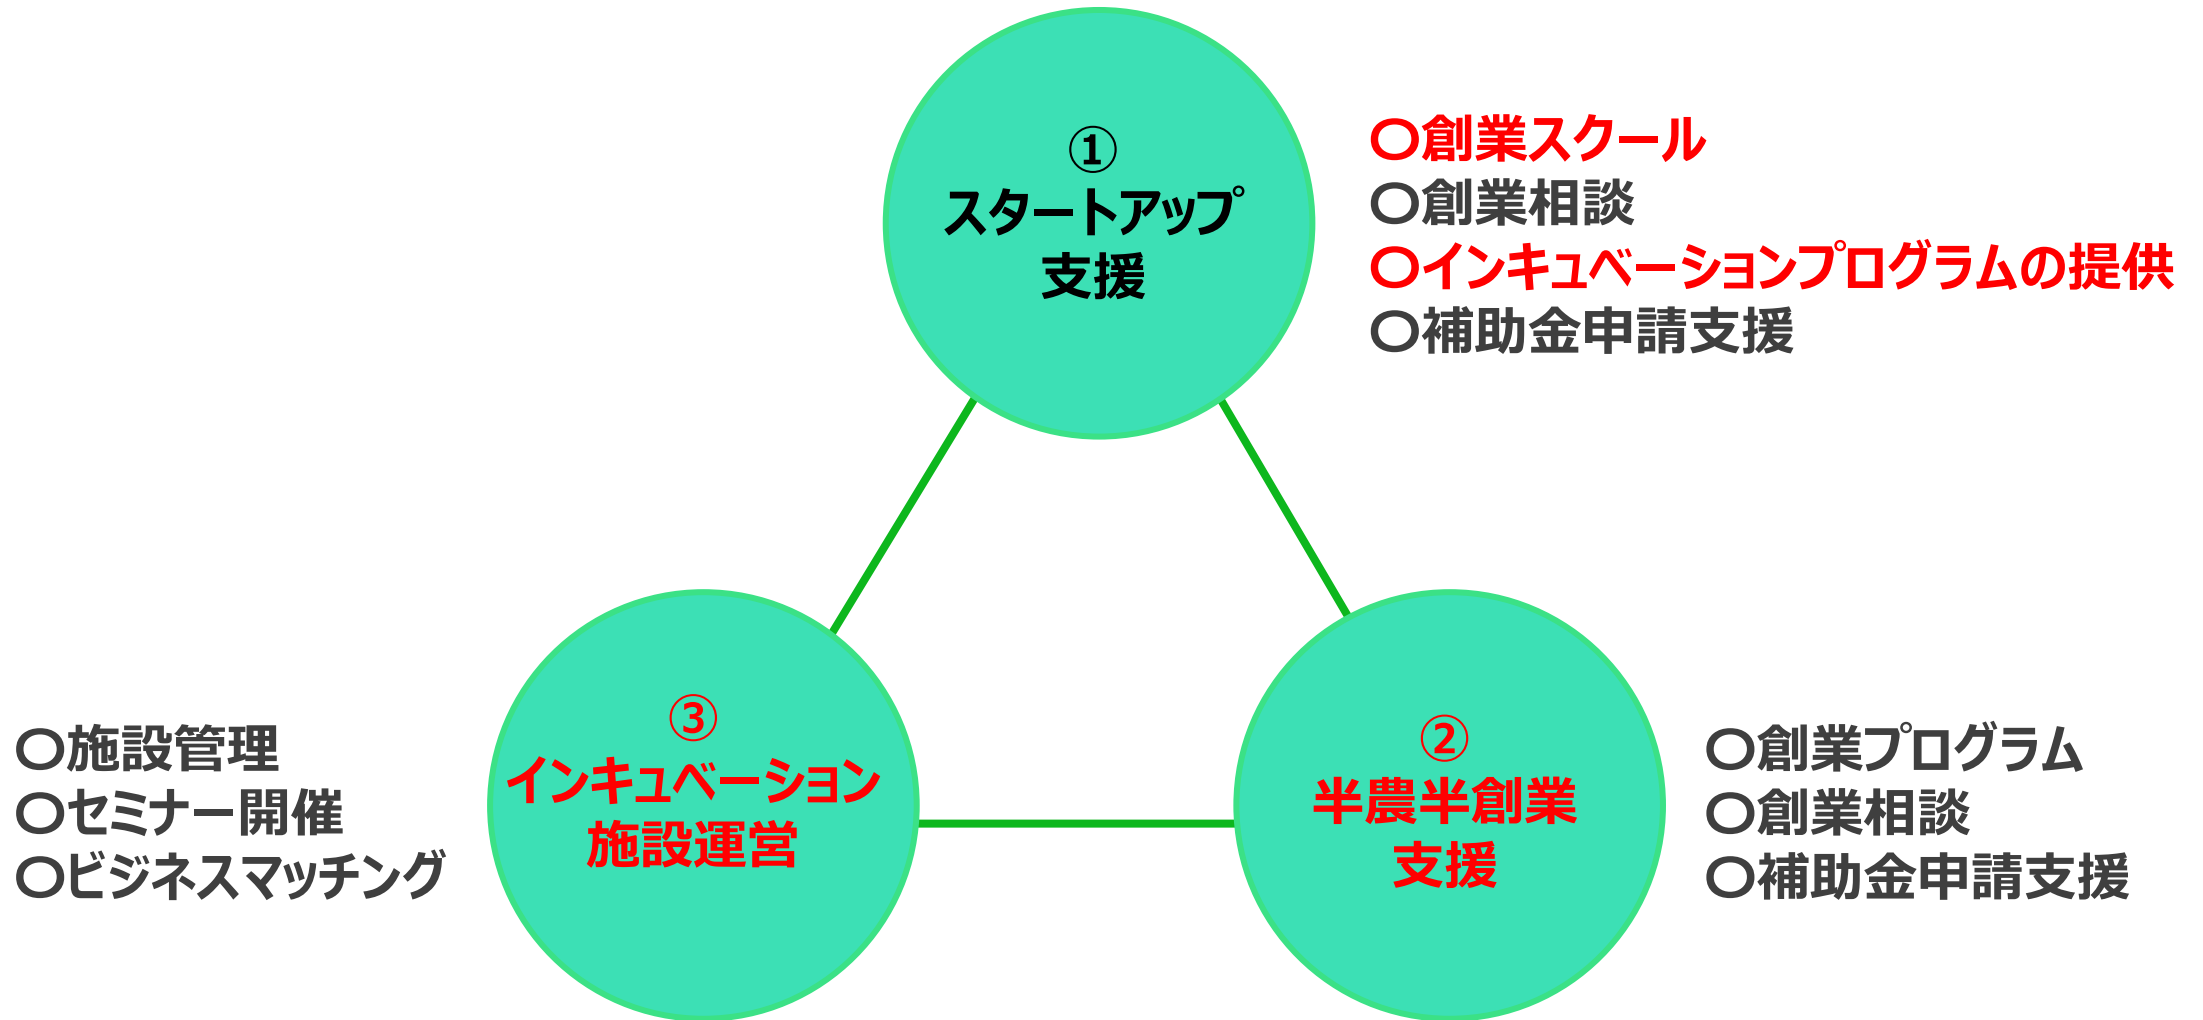 ①
スタートアップ
支援
〇創業スクール
〇創業相談
〇インキュベーションプログラムの提供
〇補助金申請支援
②
半農半創業
支援
〇創業プログラム
〇創業相談
〇補助金申請支援
③
インキュベーション
施設運営
〇施設管理
〇セミナー開催
〇ビジネスマッチング